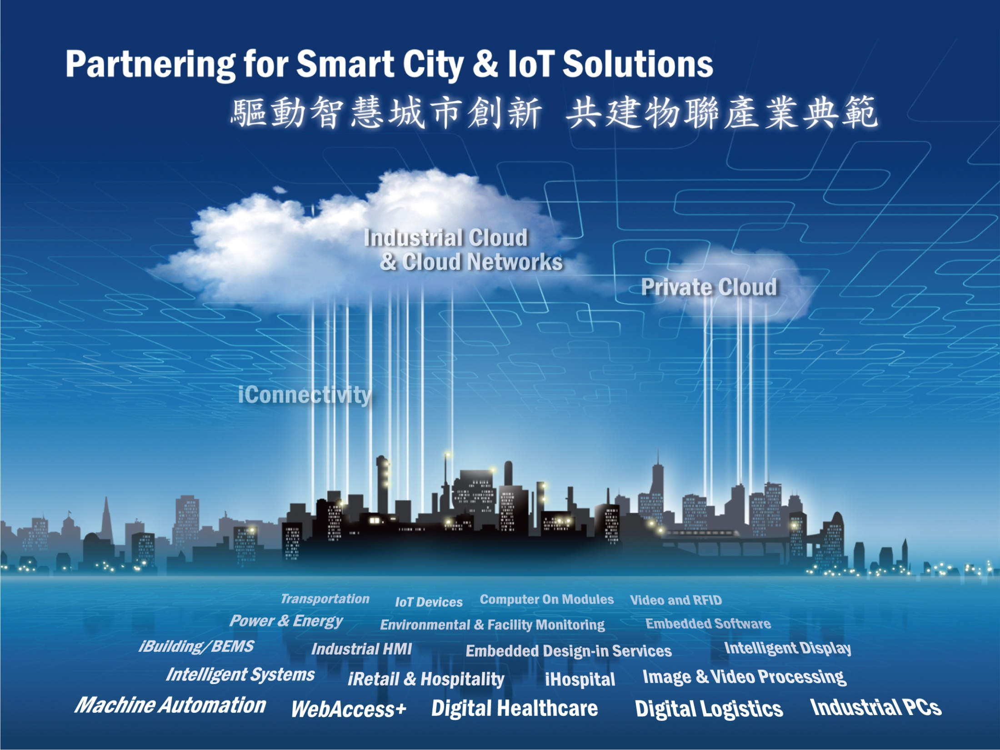 Partnering for Smart City & IoT Solutions
驅動智慧城市創新 共建物聯產業典範
Industrial Cloud
& Cloud Networks
Private Cloud
iConnectivity
Transportation IoT Devices Computer On Modules Video and RFID
Power & Energy Environmental & Facility Monitoring Embedded Software
iBuilding/BEMS Industrial HMI Embedded Design-in Services Intelligent Display
Intelligent Systems iRetail & Hospitality iHospital Image & Video Processing
Machine Automation WebAccess+ Digital Healthcare Digital Logistics Industrial PCs